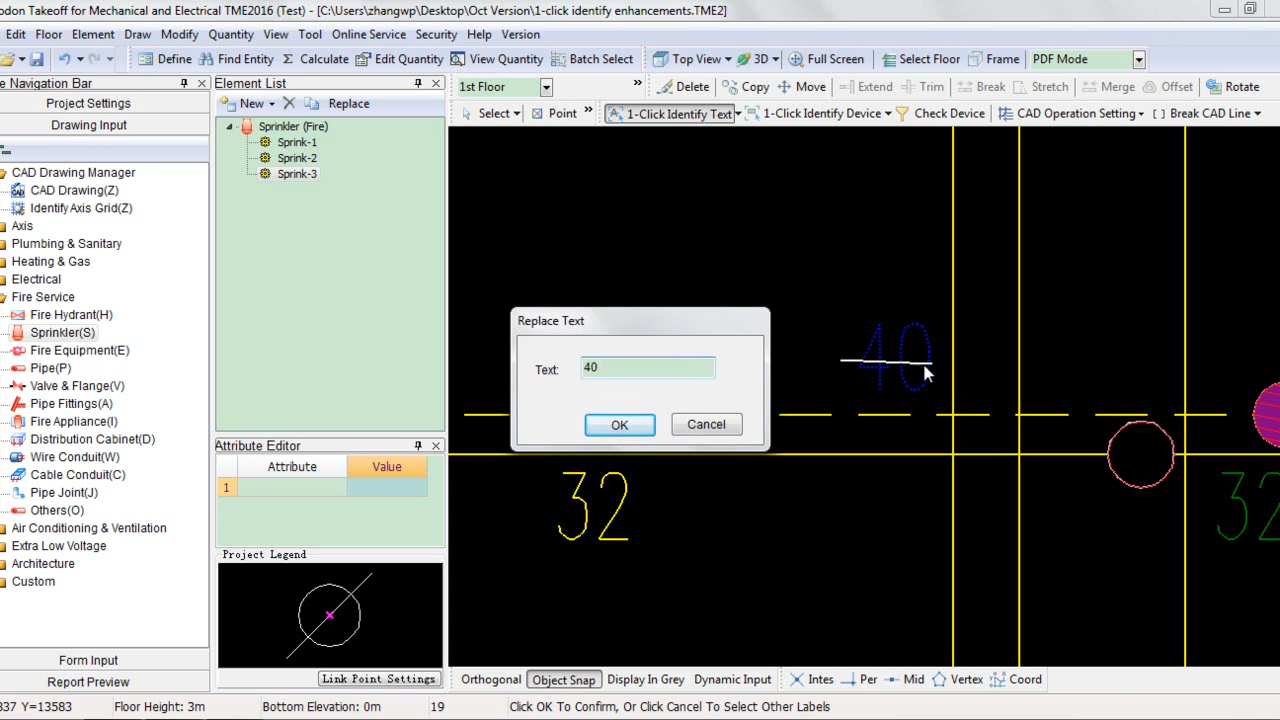 odon Takeoff for Mechanical and Electrical TME2016 (Test) - [C:\Users\zhangwp\Desktop\Oct Version\1-click identify enhancements.TME2]
Edit Floor Element Draw Modify Quantity View Tool Online Service Security Help Version
Define Find Entity Calculate Edit Quantity View Quantity Batch Select Top View 3D Full Screen Select Floor Frame PDF Mode
e Navigation Bar
Project Settings
Drawing Input
CAD Drawing Manager
CAD Drawing(Z)
Identify Axis Grid(Z)
Axis
Plumbing & Sanitary
Heating & Gas
Electrical
Fire Service
Fire Hydrant(H)
Sprinkler(S)
Fire Equipment(E)
Pipe(P)
Valve & Flange(V)
Pipe Fittings(A)
Fire Appliance(I)
Distribution Cabinet(D)
Wire Conduit(W)
Cable Conduit(C)
Pipe Joint(J)
Others(O)
Air Conditioning & Ventilation
Extra Low Voltage
Architecture
Custom
Form Input
Report Preview
Element List
New Replace
Sprinkler (Fire)
Sprink-1
Sprink-2
Sprink-3
Attribute Editor
Attribute Value
1
Project Legend
Link Point Settings
1st Floor » Delete Copy Move Extend Trim Break Stretch Merge Offset Rotate
Select Point » 1-Click Identify Text 1-Click Identify Device Check Device CAD Operation Setting Break CAD Line
40
Replace Text
Text: 40
OK Cancel
32
32
Orthogonal Object Snap Display In Grey Dynamic Input Intes Per Mid Vertex Coord
337 Y=13583 Floor Height: 3m Bottom Elevation: 0m 19 Click OK To Confirm, Or Click Cancel To Select Other Labels